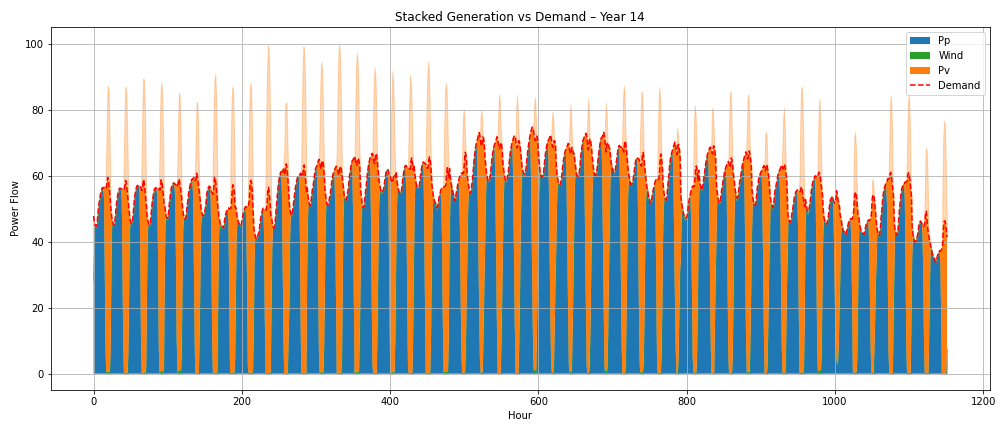 Stacked Generation vs Demand – Year 14
Power Flow
100
80
60
40
20
0
0 200 400 600 800 1000 1200
Hour
Pp
Wind
Pv
Demand